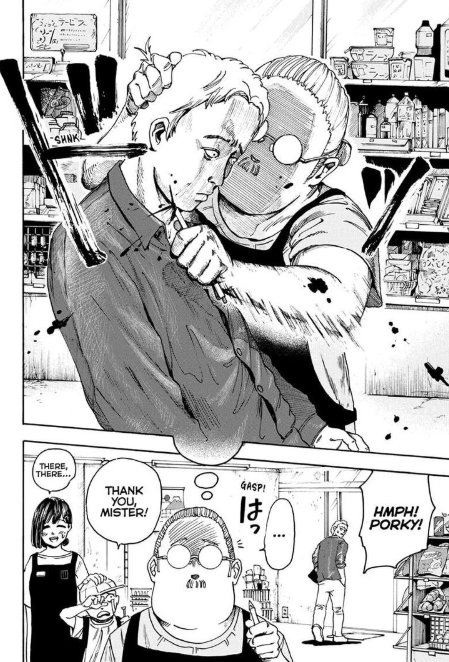 SHNK
THERE,
THERE...
THANK
YOU,
MISTER!
GASP!
はっ
...
HMPH!
PORKY!